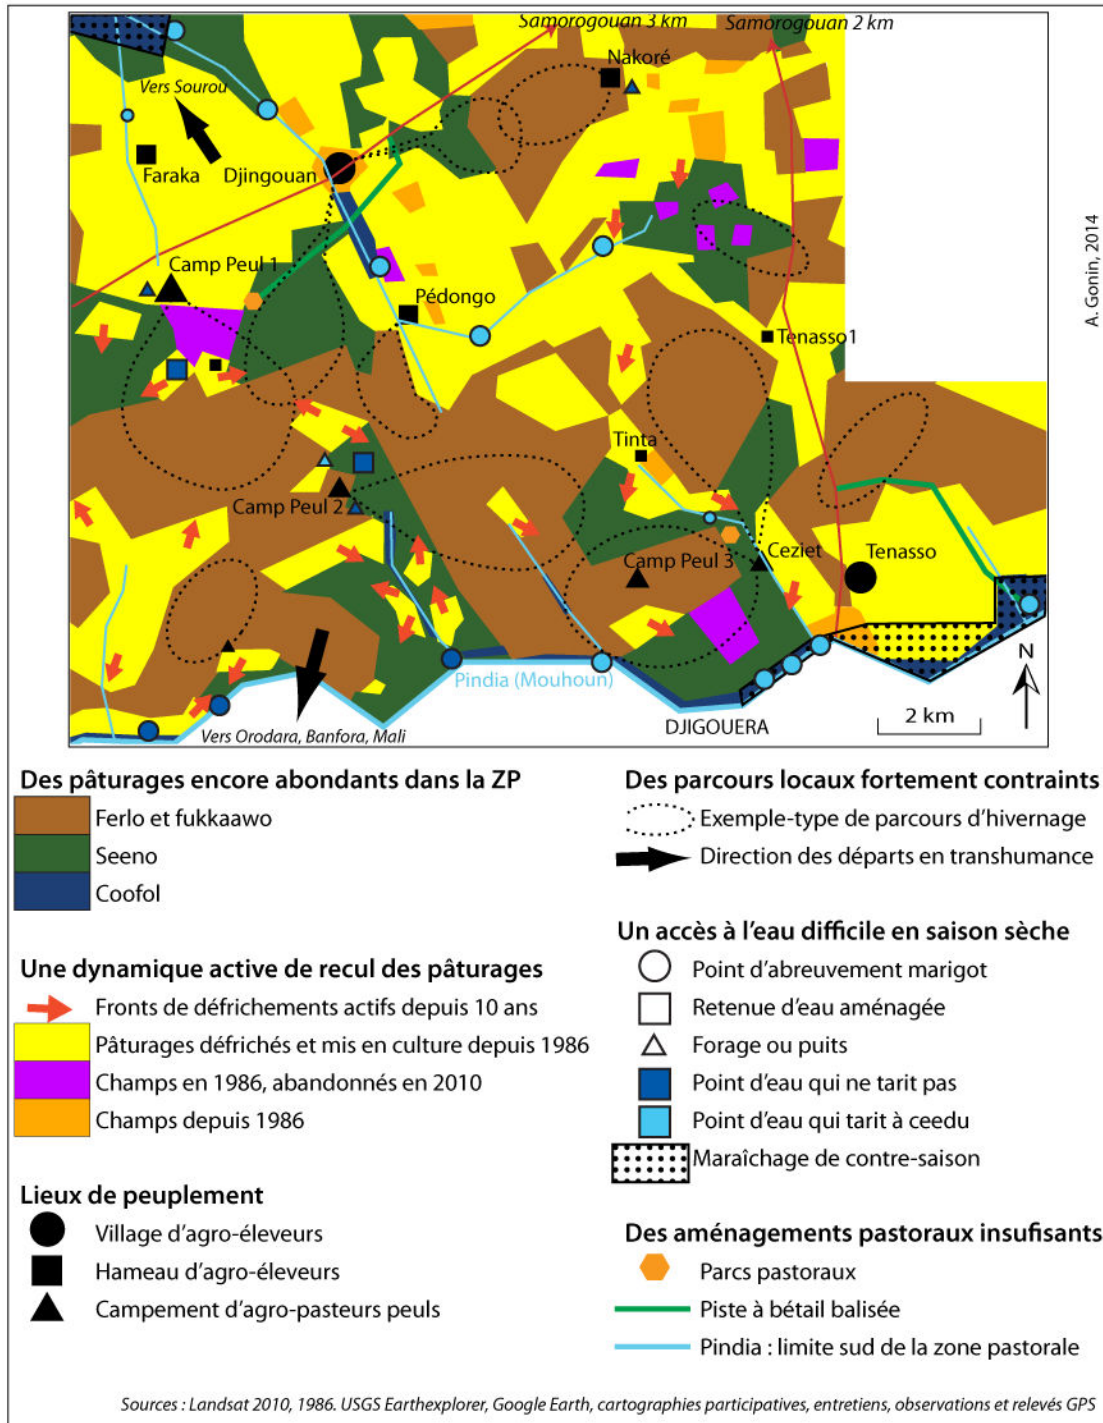 Samorogouan 3 km
Samorogouan 2 km
Nakoré
Vers Sourou
Faraka
Djingouan
Camp Peul 1
Pédongo
Tenasso1
Tinta
Camp Peul 2
Camp Peul 3
Ceziet
Tenasso
Pindia (Mouhoun)
DJIGOUERA
N
2 km
Vers Orodara, Banfora, Mali
A. Gonin, 2014
Des pâturages encore abondants dans la ZP
Ferlo et fukkaawo
Seeno
Coofol
Une dynamique active de recul des pâturages
Fronts de défrichements actifs depuis 10 ans
Pâturages défrichés et mis en culture depuis 1986
Champs en 1986, abandonnés en 2010
Champs depuis 1986
Lieux de peuplement
Village d'agro-éleveurs
Hameau d'agro-éleveurs
Campement d'agro-pasteurs peuls
Des parcours locaux fortement contraints
Exemple-type de parcours d'hivernage
Direction des départs en transhumance
Un accès à l'eau difficile en saison sèche
Point d'abreuvement marigot
Retenue d'eau aménagée
Forage ou puits
Point d'eau qui ne tarit pas
Point d'eau qui tarit à ceedu
Maraîchage de contre-saison
Des aménagements pastoraux insufisants
Parcs pastoraux
Piste à bétail balisée
Pindia : limite sud de la zone pastorale
Sources : Landsat 2010, 1986. USGS Earthexplorer, Google Earth, cartographies participatives, entretiens, observations et relevés GPS